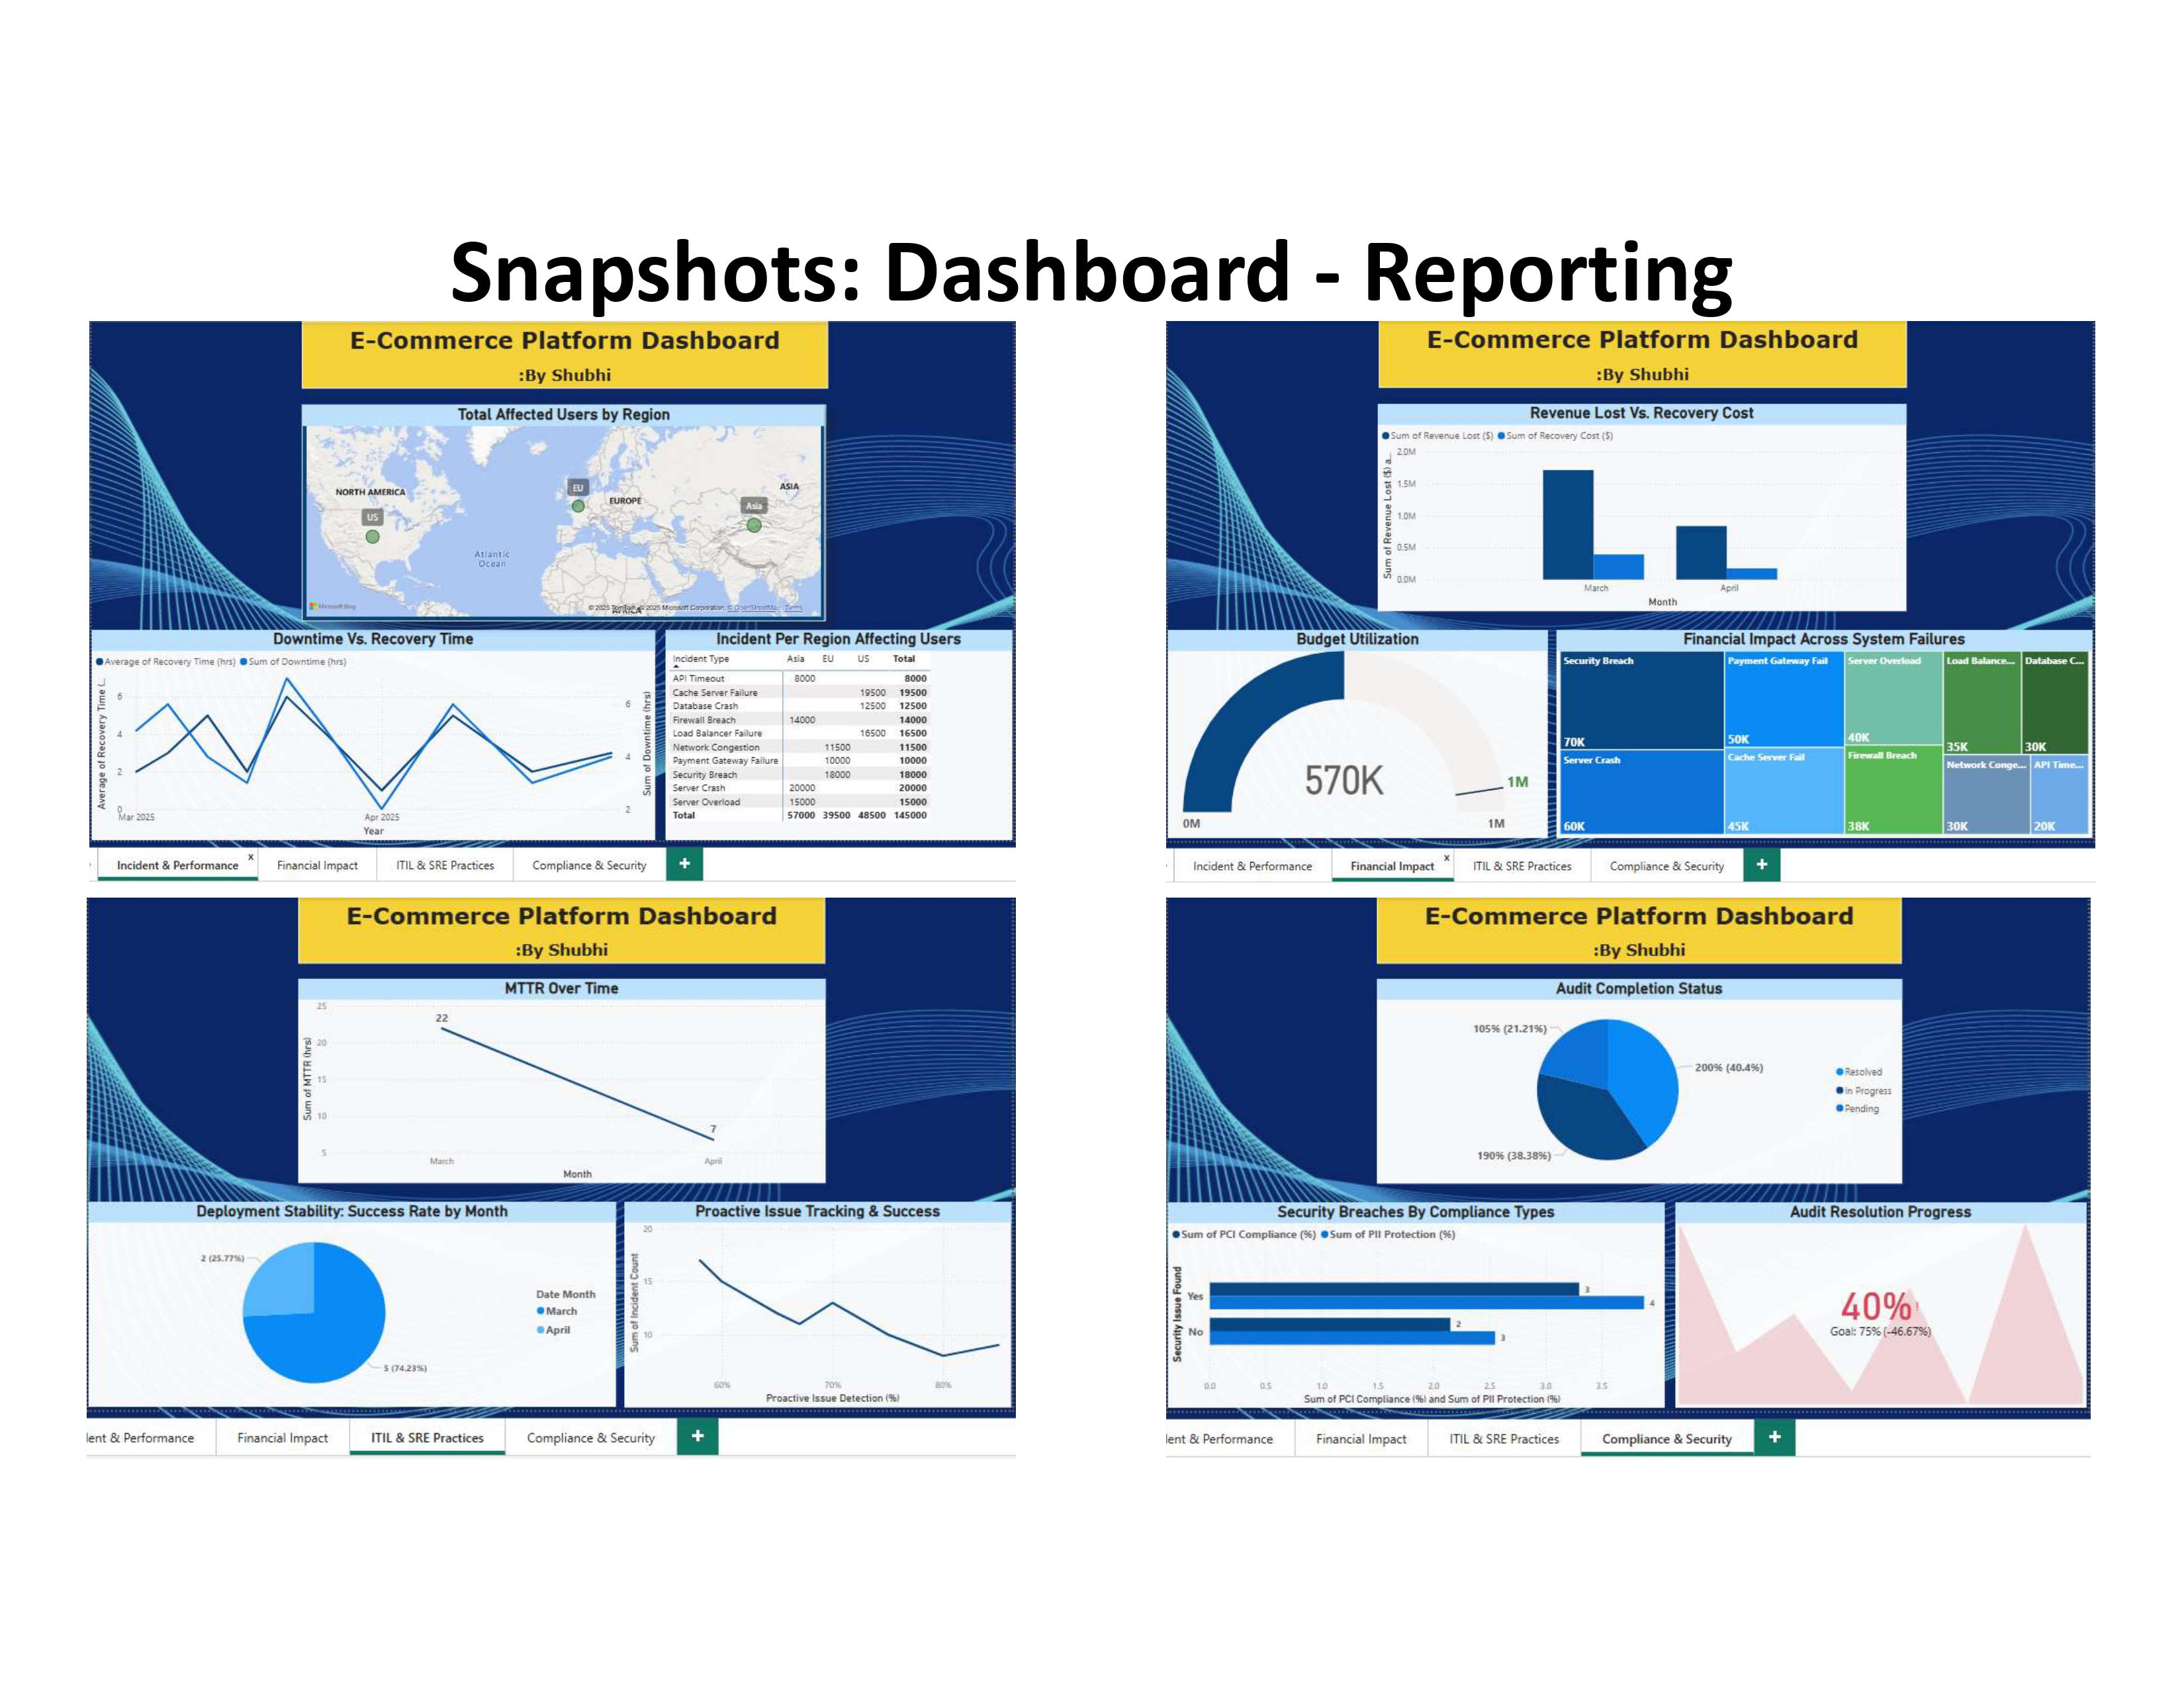 Snapshots: Dashboard - Reporting
E-Commerce Platform Dashboard
:By Shubhi
Total Affected Users by Region
NORTH AMERICA
US
EU
EUROPE
ASIA
Asia
Atlantic
Ocean
AFRICA
Microsoft Bing
© 2025 TomTom, © 2025 Microsoft Corporation, © OpenStreetMap Terms
Downtime Vs. Recovery Time
Average of Recovery Time (hrs) Sum of Downtime (hrs)
Average of Recovery Time (...
6
4
2
0
Sum of Downtime (hrs)
6
4
2
Mar 2025 Apr 2025
Year
Incident Per Region Affecting Users
Incident Type Asia EU US Total
API Timeout 8000 8000
Cache Server Failure 19500 19500
Database Crash 12500 12500
Firewall Breach 14000 14000
Load Balancer Failure 16500 16500
Network Congestion 11500 11500
Payment Gateway Failure 10000 10000
Security Breach 18000 18000
Server Crash 20000 20000
Server Overload 15000 15000
Total 57000 39500 48500 145000
Incident & Performance x Financial Impact ITIL & SRE Practices Compliance & Security +
E-Commerce Platform Dashboard
:By Shubhi
Revenue Lost Vs. Recovery Cost
Sum of Revenue Lost ($) Sum of Recovery Cost ($)
Sum of Revenue Lost ($) a...
2.0M
1.5M
1.0M
0.5M
0.0M
March April
Month
Budget Utilization
570K
1M
0M 1M
Financial Impact Across System Failures
Security Breach
70K
Server Crash
60K
Payment Gateway Fail
50K
Cache Server Fail
45K
Server Overload
40K
Firewall Breach
38K
Load Balance...
35K
Database C...
30K
Network Conge...
30K
API Time...
20K
Incident & Performance Financial Impact x ITIL & SRE Practices Compliance & Security +
E-Commerce Platform Dashboard
:By Shubhi
MTTR Over Time
Sum of MTTR (hrs)
25
20
15
10
5
22
7
March April
Month
Deployment Stability: Success Rate by Month
2 (25.77%)
5 (74.23%)
Date Month
March
April
Proactive Issue Tracking & Success
Sum of Incident Count
20
15
10
60% 70% 80%
Proactive Issue Detection (%)
lent & Performance Financial Impact ITIL & SRE Practices Compliance & Security +
E-Commerce Platform Dashboard
:By Shubhi
Audit Completion Status
105% (21.21%)
200% (40.4%)
190% (38.38%)
Resolved
In Progress
Pending
Security Breaches By Compliance Types
Sum of PCI Compliance (%) Sum of PII Protection (%)
Security Issue Found
Yes
3
4
No
2
3
0.0 0.5 1.0 1.5 2.0 2.5 3.0 3.5
Sum of PCI Compliance (%) and Sum of PII Protection (%)
Audit Resolution Progress
40%!
Goal: 75% (-46.67%)
lent & Performance Financial Impact ITIL & SRE Practices Compliance & Security +